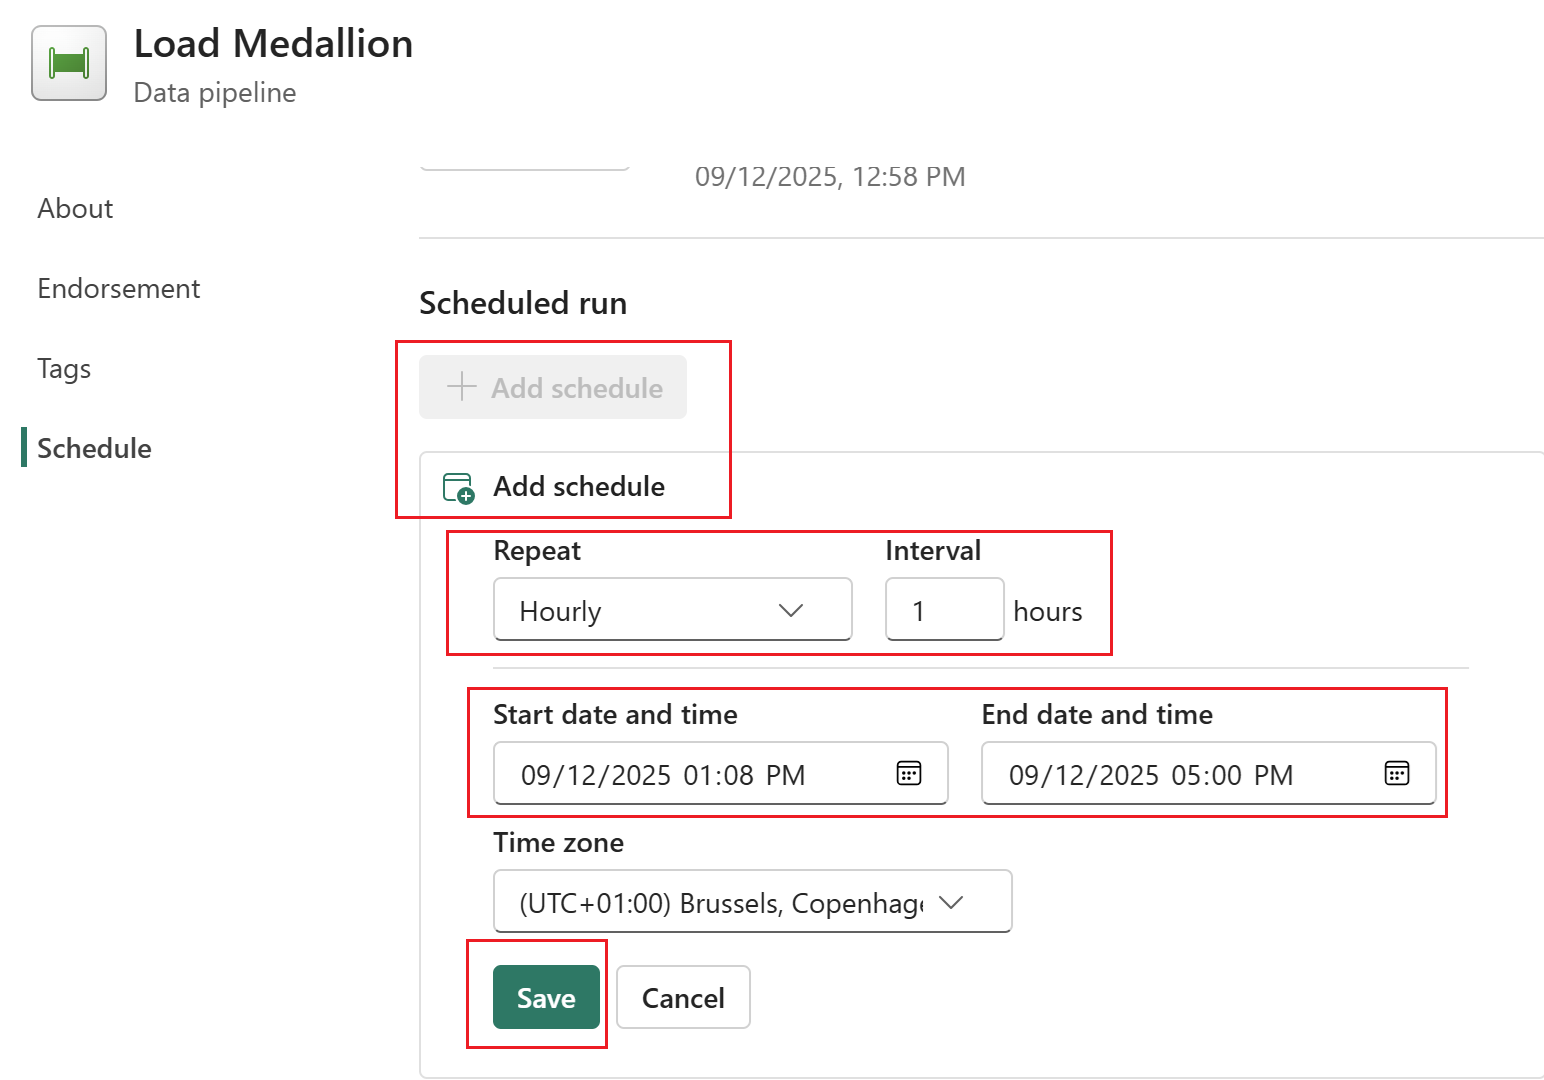 Load Medallion
Data pipeline
09/12/2025, 12:58 PM
About
Endorsement
Tags
Schedule
Scheduled run
Add schedule
Add schedule
Repeat Interval
Hourly 1 hours
Start date and time End date and time
09/12/2025 01:08 PM 09/12/2025 05:00 PM
Time zone
(UTC+01:00) Brussels, Copenhage
Save Cancel